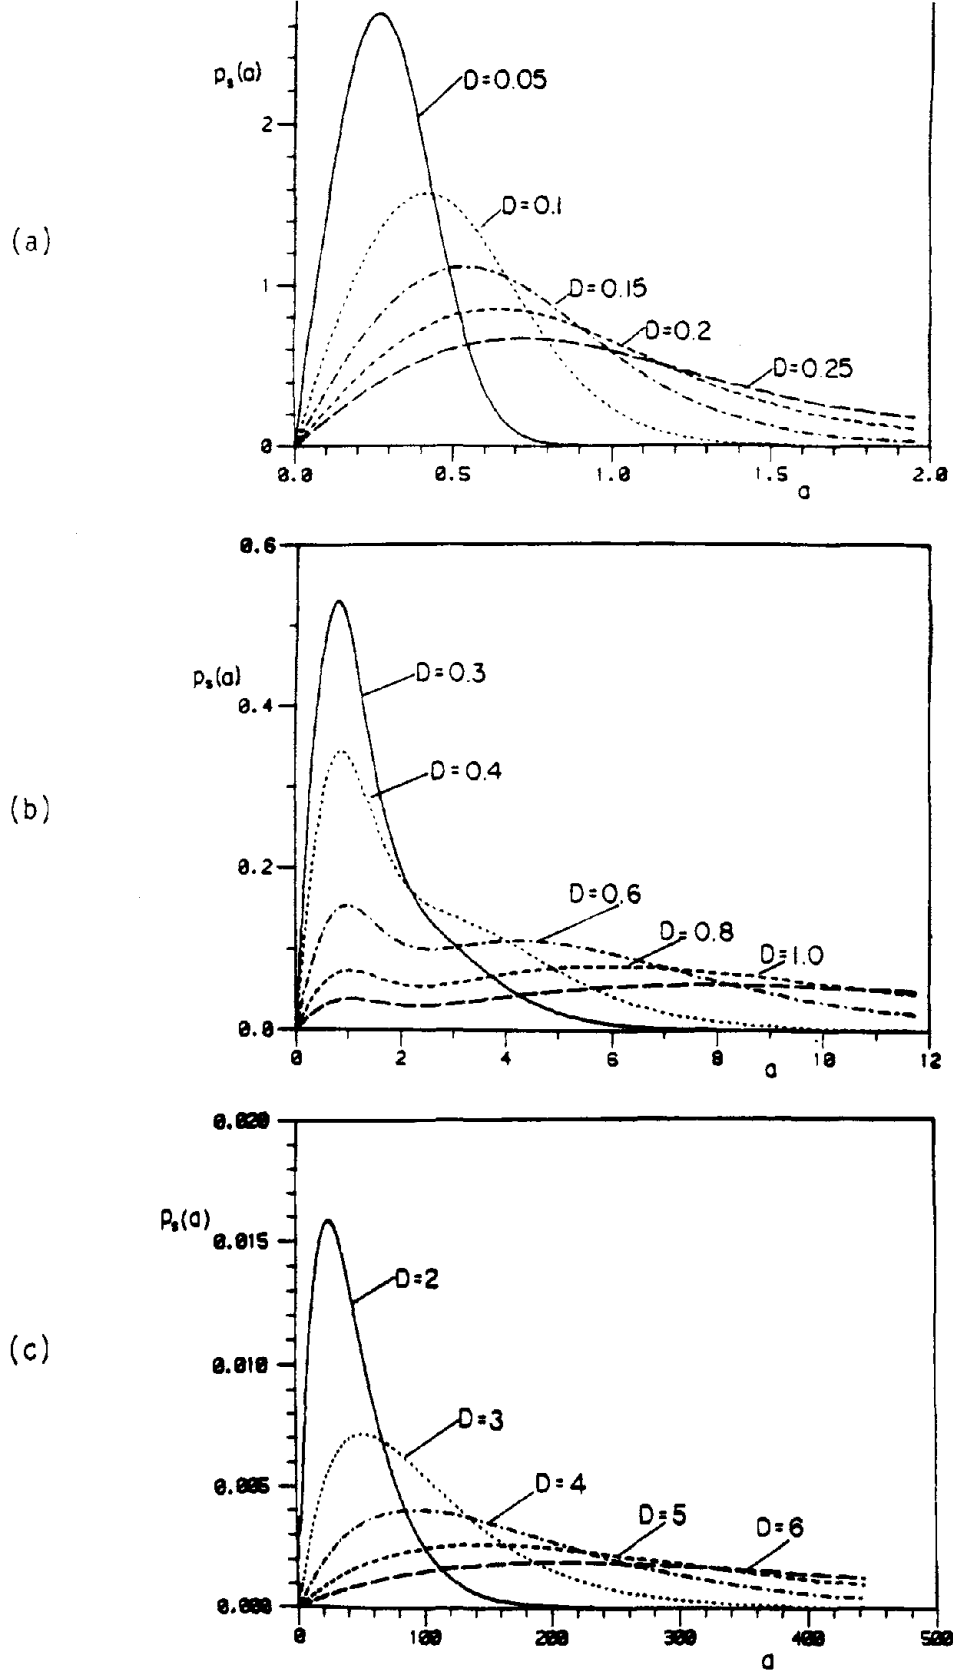 (a)
pₛ(a)
2
1
0
D=0.05
D=0.1
D=0.15
D=0.2
D=0.25
0.0 0.5 1.0 1.5 2.0
a
(b)
0.6
pₛ(a)
0.4
0.2
0.0
D=0.3
D=0.4
D=0.6
D=0.8
D=1.0
0 2 4 6 8 10 12
a
(c)
0.020
pₛ(a)
0.015
0.010
0.005
0.000
D=2
D=3
D=4
D=5
D=6
0 100 200 300 400 500
a